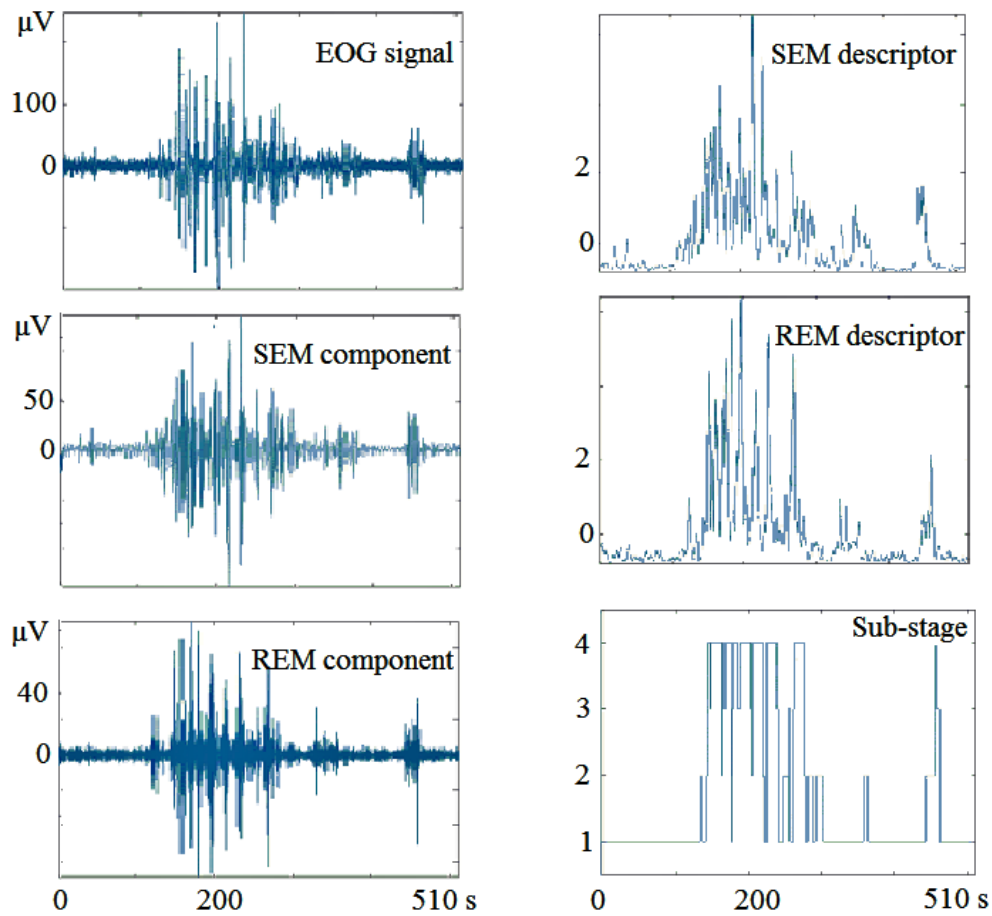 µV
EOG signal
100
0
SEM descriptor
2
0
µV
SEM component
50
0
REM descriptor
2
0
µV
REM component
40
0
0
200
510 s
Sub-stage
4
3
2
1
0
200
510 s